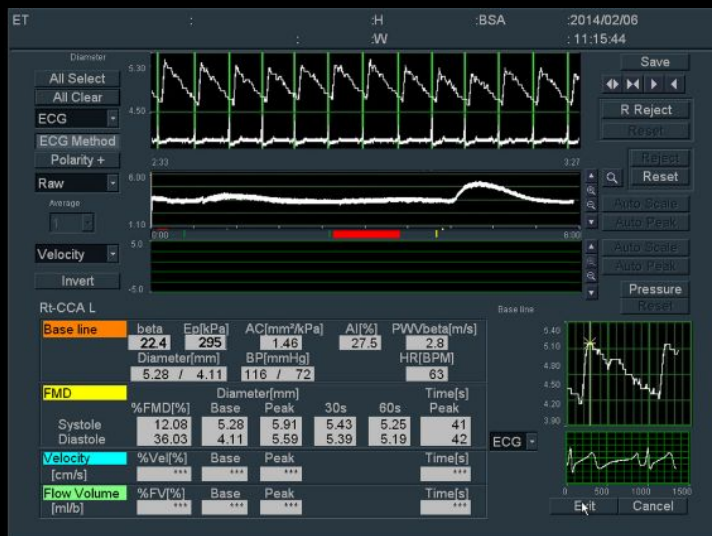 ET : :H :BSA :2014/02/06
: :W : 11:15:44
Diameter
All Select
All Clear
ECG
ECG Method
Polarity +
Raw
Average
1
Velocity
Invert
5.30
4.50
2:33 3:27
6.00
1.10
0:00 6:00
5.0
-5.0
Save
R Reject
Reset
Reject
Reset
Auto Scale
Auto Peak
Auto Scale
Auto Peak
Pressure
Reset
Rt-CCA L
Base line
beta Ep[kPa] AC[mm²/kPa] AI[%] PWVbeta[m/s]
22.4 295 1.46 27.5 2.8
Diameter[mm] BP[mmHg] HR[BPM]
5.28 / 4.11 116 / 72 63
FMD Diameter[mm] Time[s]
%FMD[%] Base Peak 30s 60s Peak
Systole 12.08 5.28 5.91 5.43 5.25 41
Diastole 36.03 4.11 5.59 5.39 5.19 42
Velocity %Vel[%] Base Peak Time[s]
[cm/s] *** *** *** ***
Flow Volume %FV[%] Base Peak Time[s]
[ml/b] *** *** *** ***
Base line
5.40
5.10
4.80
4.50
4.20
3.90
ECG
0 500 1000 1500
Exit Cancel